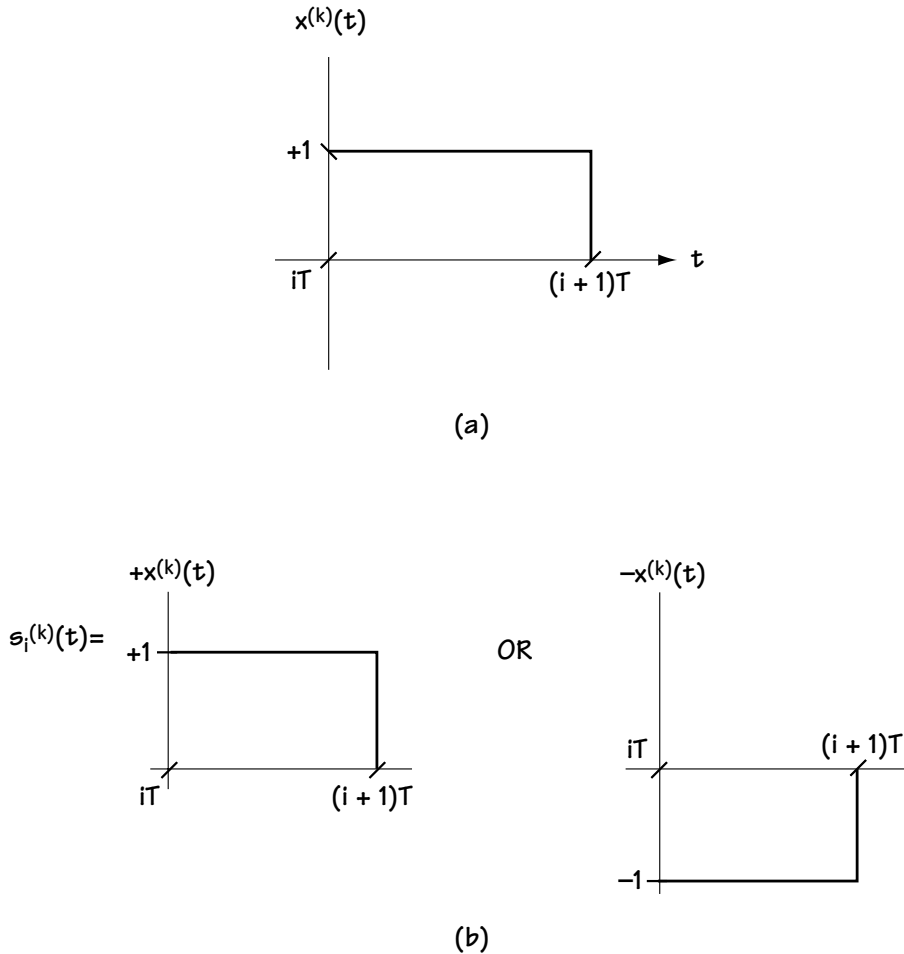 x^(k)(t)
+1
t
iT
(i + 1)T
(a)
+x^(k)(t)
–x^(k)(t)
s_i^(k)(t)=
+1
OR
iT
(i + 1)T
iT
(i + 1)T
–1
(b)